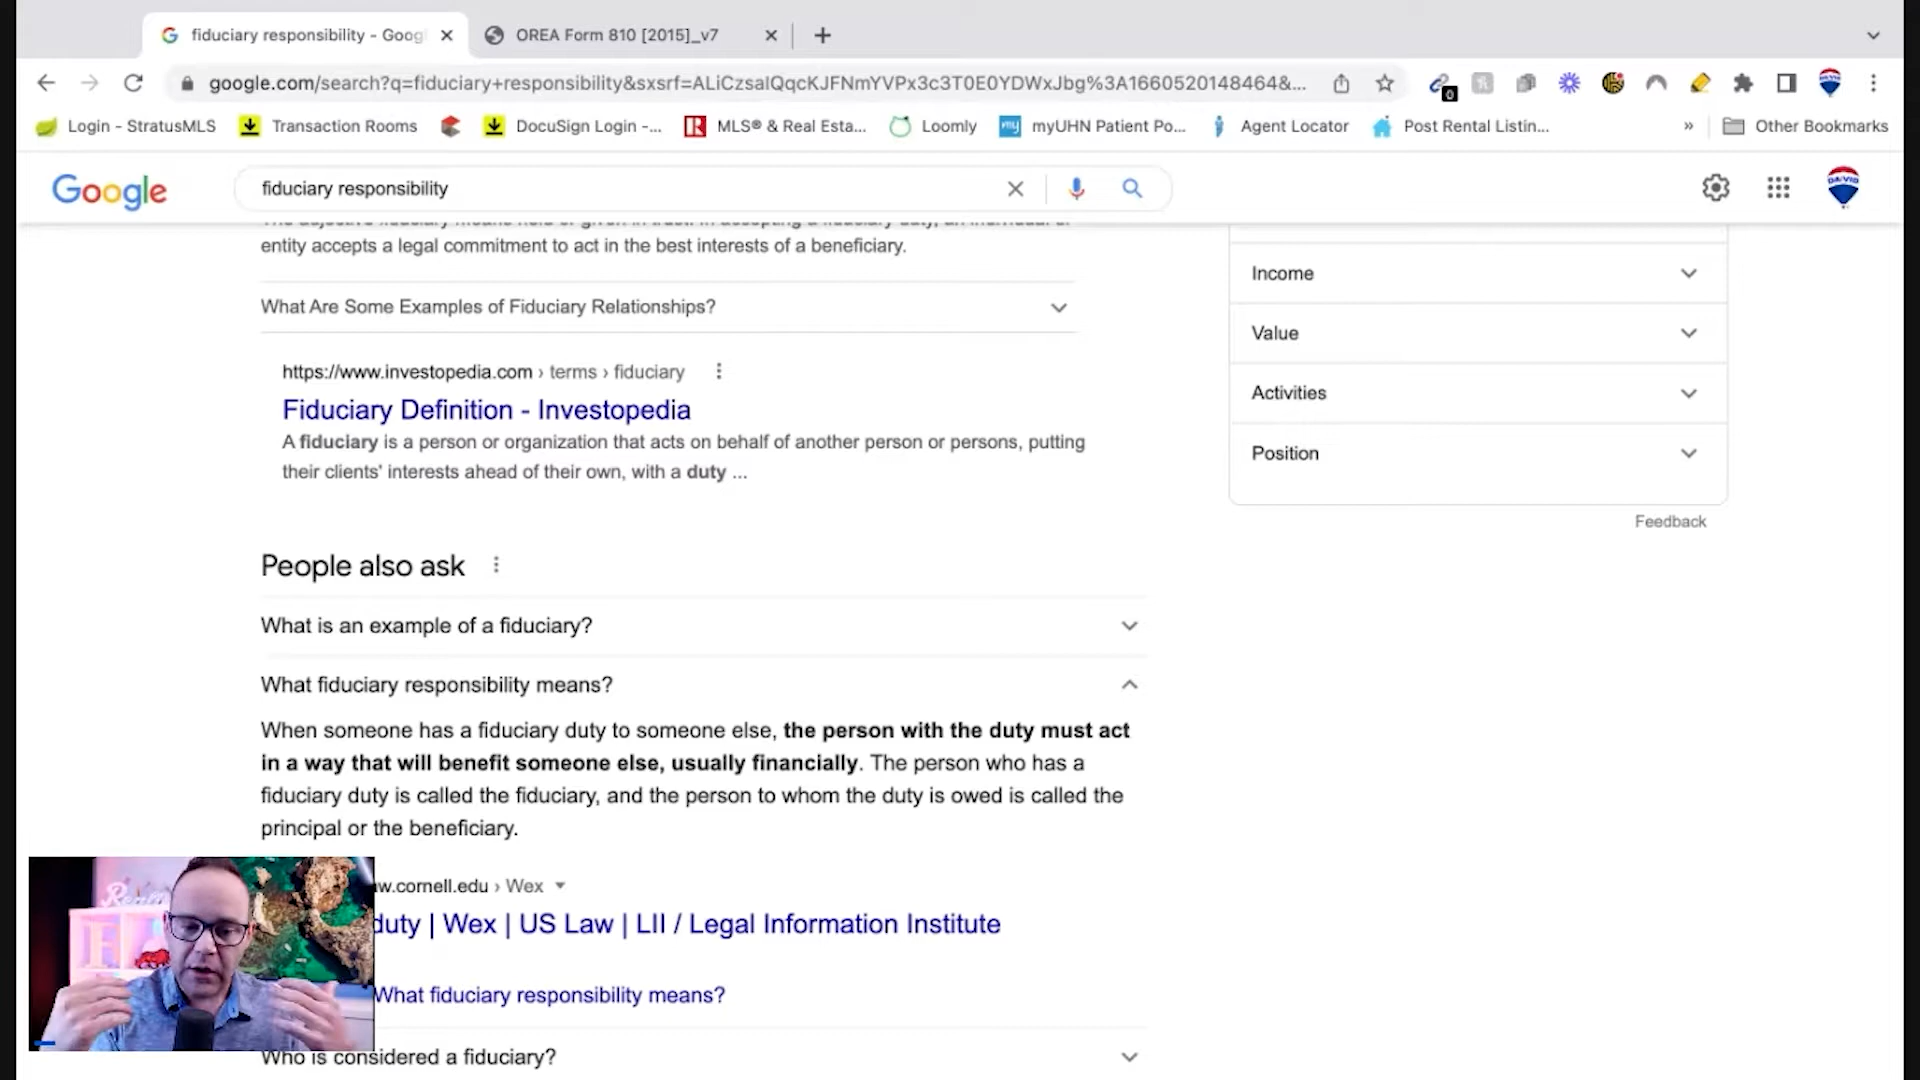 fiduciary responsibility - Goog
OREA Form 810 [2015]_v7
google.com/search?q=fiduciary+responsibility&sxsrf=ALiCzsalQqcKJFNmYVPx3c3T0E0YDWxJbg%3A1660520148464&...
0
Login - StratusMLS
Transaction Rooms
DocuSign Login -...
MLS® & Real Esta...
Loomly
my
myUHN Patient Po...
Agent Locator
Post Rental Listin...
»
Other Bookmarks
Google
fiduciary responsibility
entity accepts a legal commitment to act in the best interests of a beneficiary.
What Are Some Examples of Fiduciary Relationships?
https://www.investopedia.com › terms › fiduciary
Fiduciary Definition - Investopedia
A fiduciary is a person or organization that acts on behalf of another person or persons, putting
their clients' interests ahead of their own, with a duty ...
People also ask
What is an example of a fiduciary?
What fiduciary responsibility means?
When someone has a fiduciary duty to someone else, the person with the duty must act
in a way that will benefit someone else, usually financially. The person who has a
fiduciary duty is called the fiduciary, and the person to whom the duty is owed is called the
principal or the beneficiary.
w.cornell.edu › Wex
duty | Wex | US Law | LII / Legal Information Institute
What fiduciary responsibility means?
Who is considered a fiduciary?
Income
Value
Activities
Position
Feedback